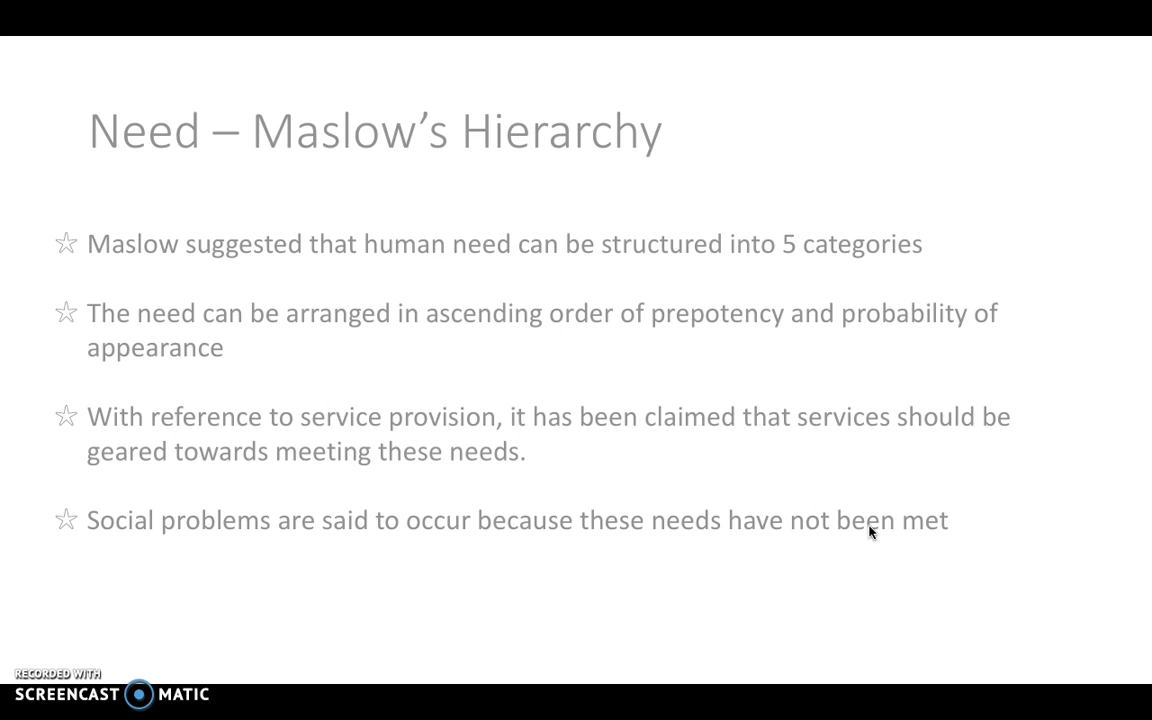 Need – Maslow’s Hierarchy
☆ Maslow suggested that human need can be structured into 5 categories
☆ The need can be arranged in ascending order of prepotency and probability of
appearance
☆ With reference to service provision, it has been claimed that services should be
geared towards meeting these needs.
☆ Social problems are said to occur because these needs have not been met
RECORDED WITH
SCREENCAST MATIC